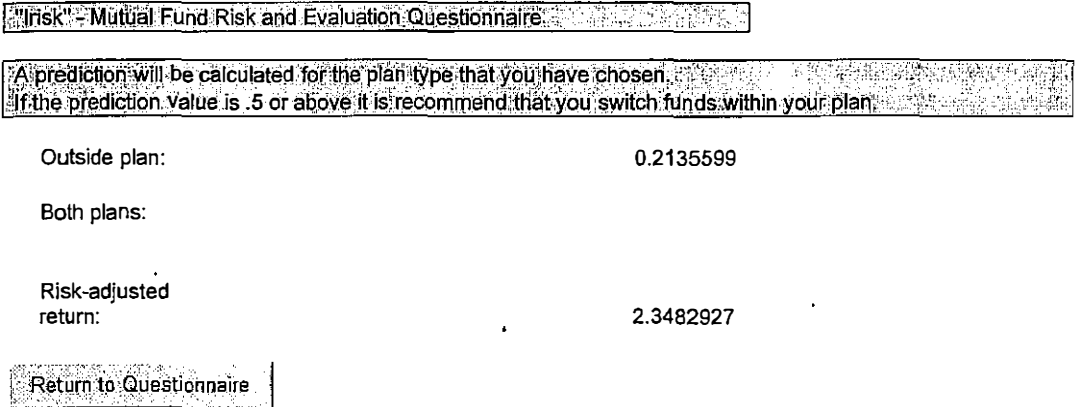 "Irisk" - Mutual Fund Risk and Evaluation Questionnaire
A prediction will be calculated for the plan type that you have chosen.
If the prediction value is .5 or above it is recommend that you switch funds within your plan.
Outside plan: 0.2135599
Both plans:
Risk-adjusted
return: 2.3482927
Return to Questionnaire